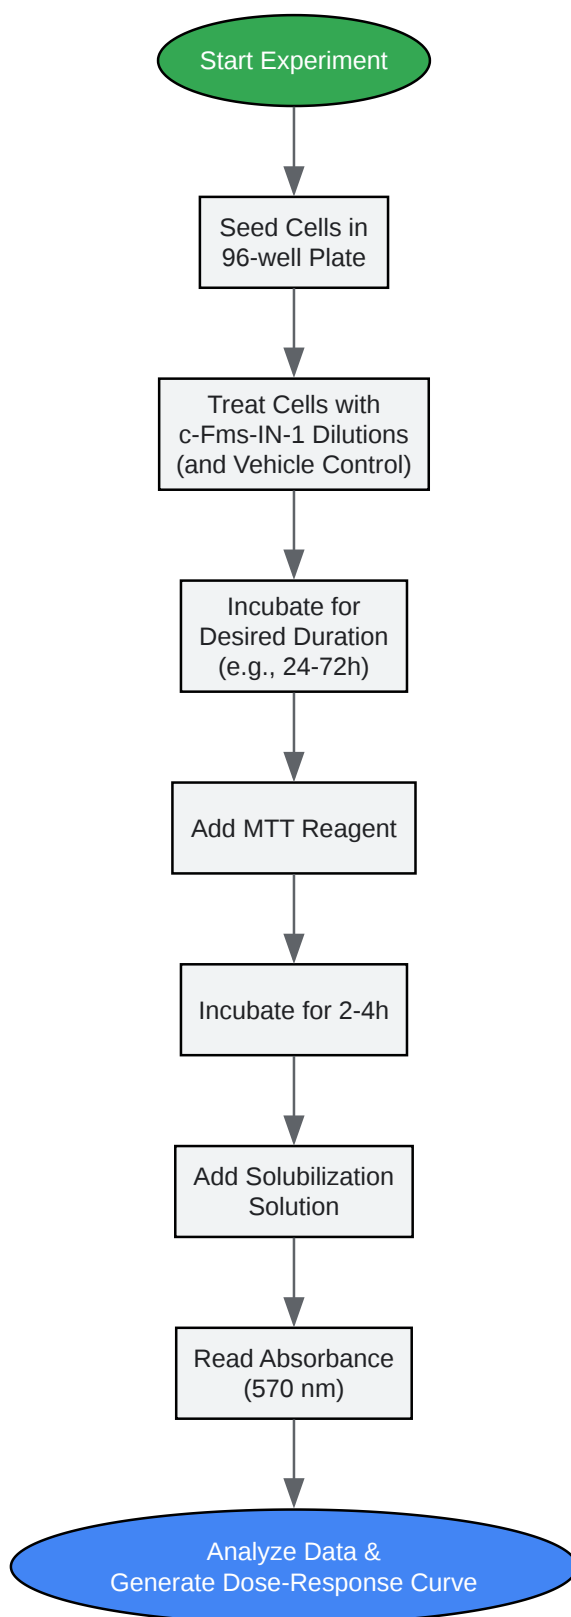 Start Experiment
Seed Cells in
96-well Plate
Treat Cells with
c-Fms-IN-1 Dilutions
(and Vehicle Control)
Incubate for
Desired Duration
(e.g., 24-72h)
Add MTT Reagent
Incubate for 2-4h
Add Solubilization
Solution
Read Absorbance
(570 nm)
Analyze Data &
Generate Dose-Response Curve